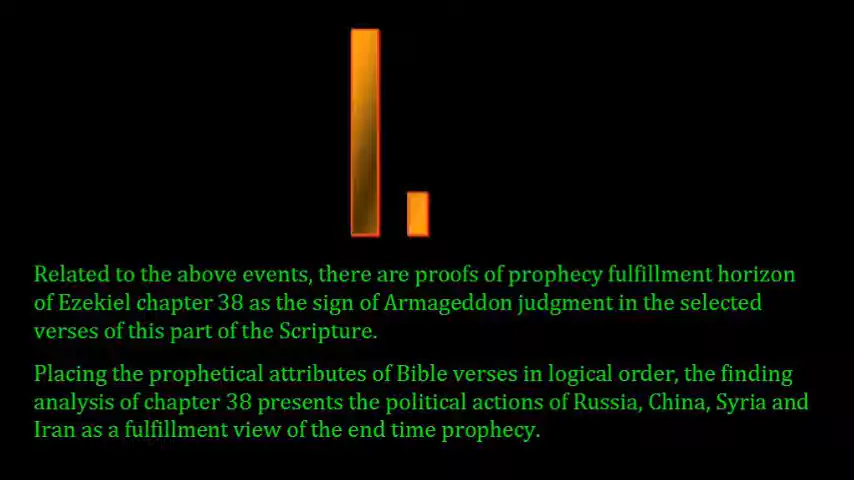 I.
Related to the above events, there are proofs of prophecy fulfillment horizon
of Ezekiel chapter 38 as the sign of Armageddon judgment in the selected
verses of this part of the Scripture.
Placing the prophetical attributes of Bible verses in logical order, the finding
analysis of chapter 38 presents the political actions of Russia, China, Syria and
Iran as a fulfillment view of the end time prophecy.